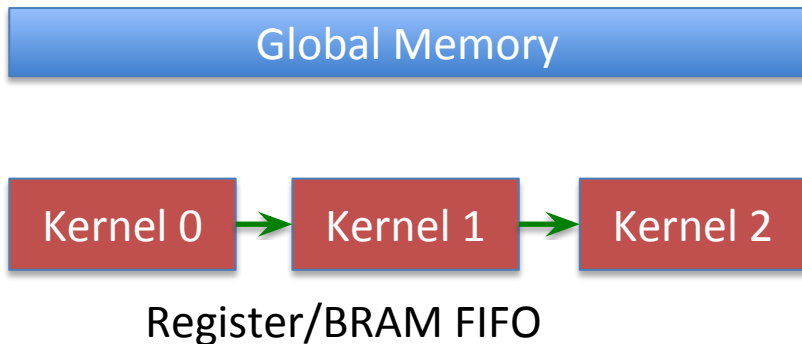 Global Memory
Kernel 0
Kernel 1
Kernel 2
Register/BRAM FIFO